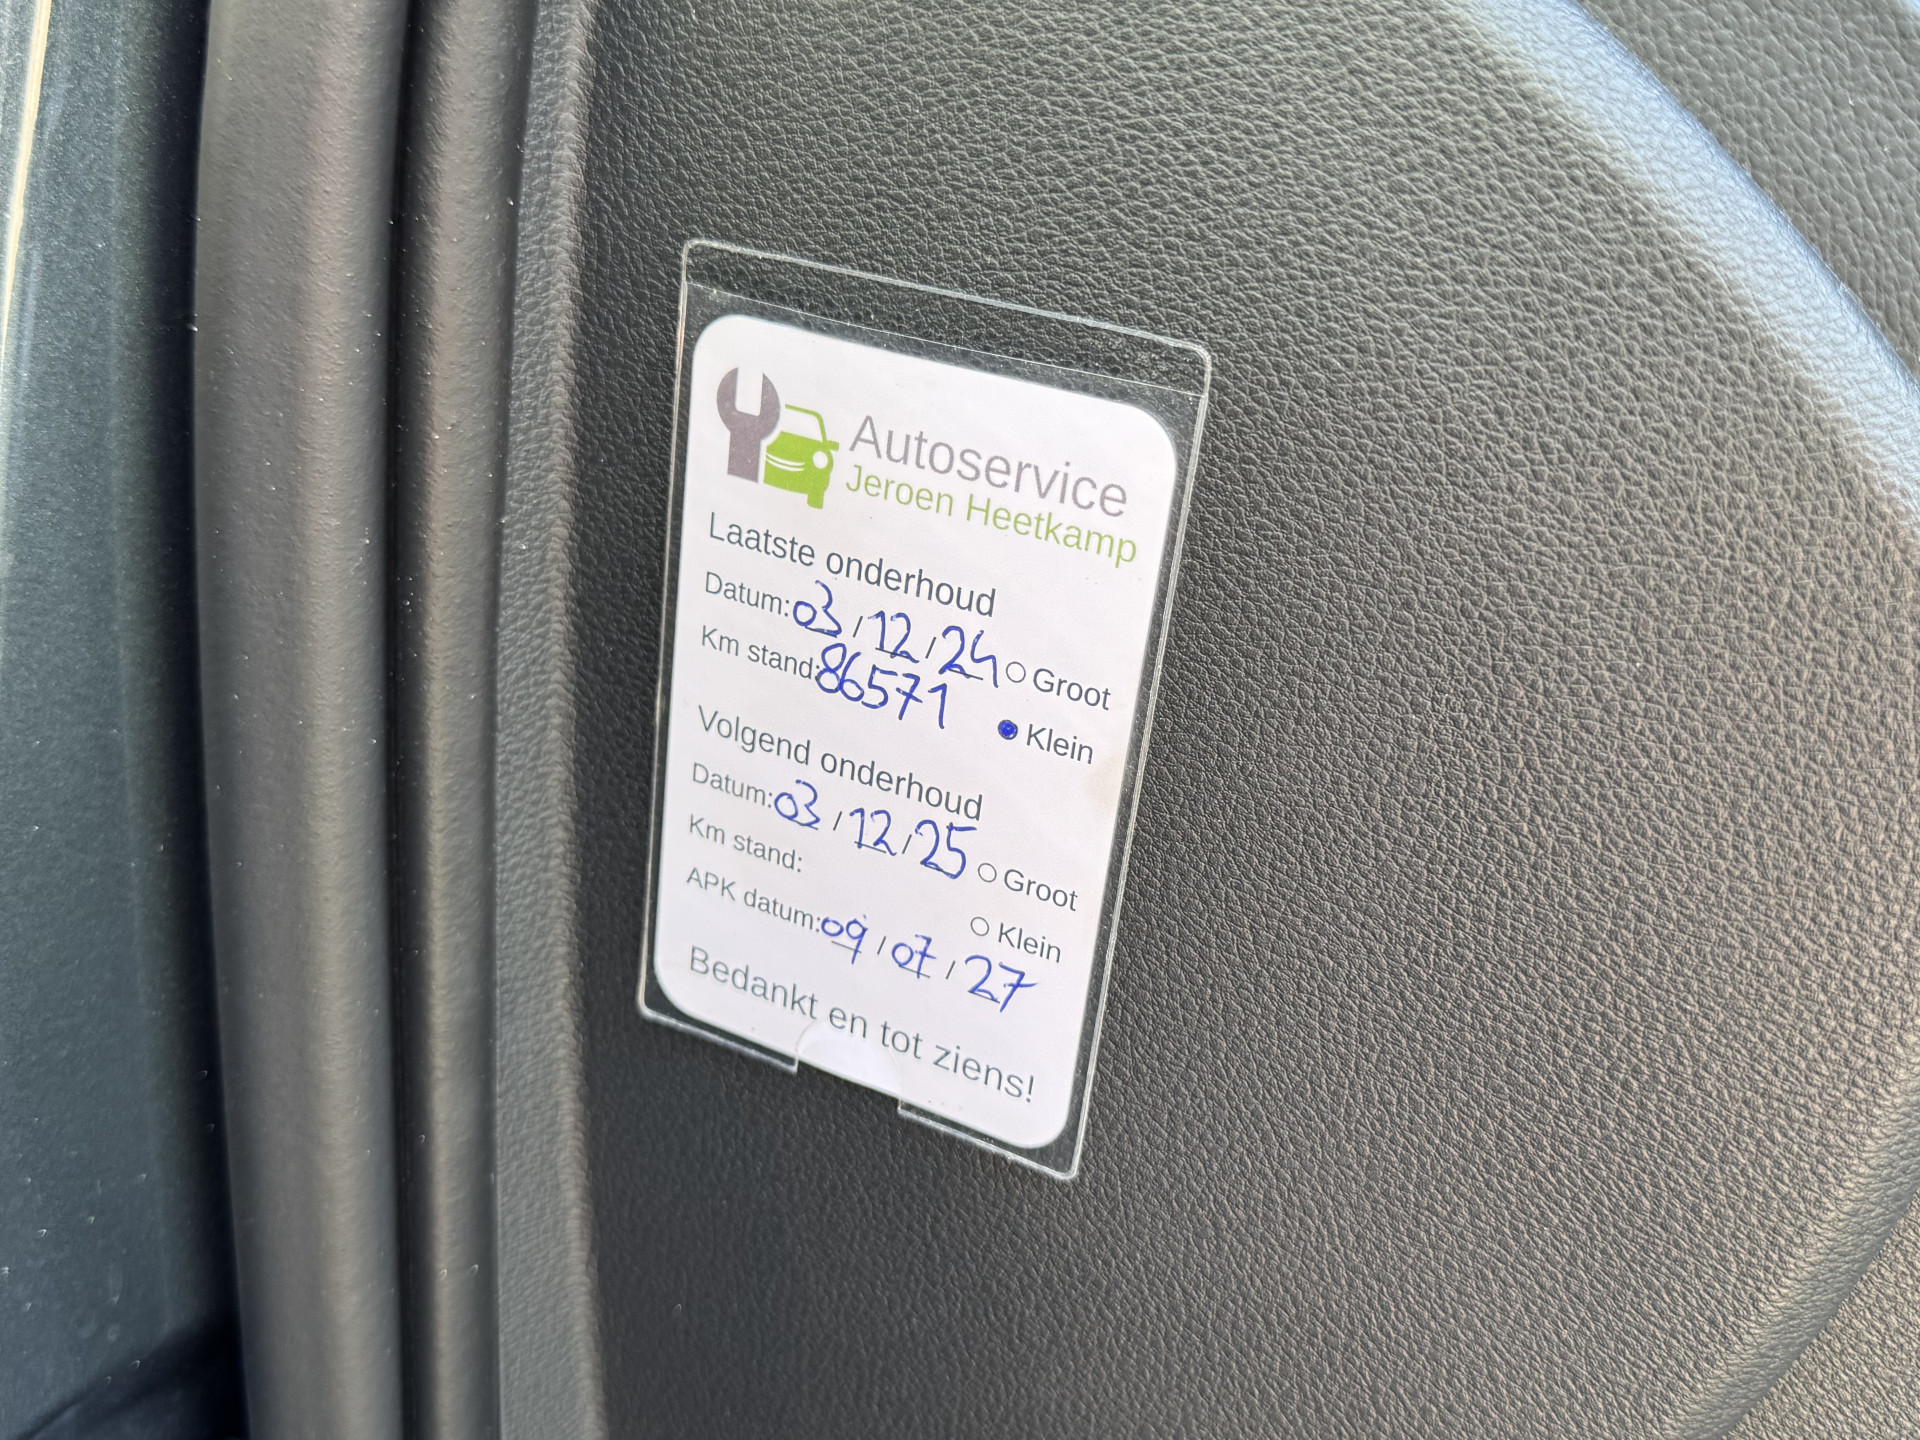 Autoservice
Jeroen Heetkamp
Laatste onderhoud
Datum: 03 / 12 / 24 Groot
Km stand: 86571 Klein
Volgend onderhoud
Datum: 03 / 12 / 25 Groot
Km stand: Klein
APK datum: 09 / 07 / 27
Bedankt en tot ziens!